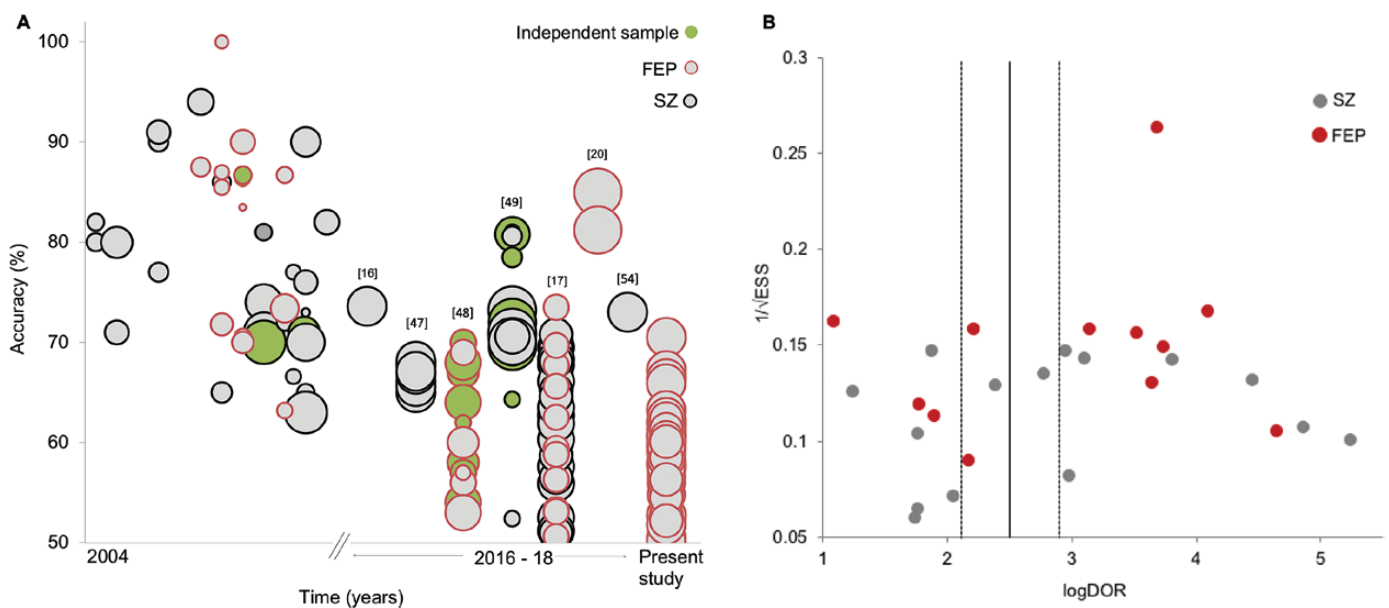 A
Accuracy (%)
100
90
80
70
60
50
Independent sample
FEP
SZ
[16]
[47]
[48]
[49]
[17]
[20]
[54]
2004
2016 - 18
Present
study
Time (years)
B
1/√ESS
0.3
0.25
0.2
0.15
0.1
0.05
SZ
FEP
1
2
3
4
5
logDOR